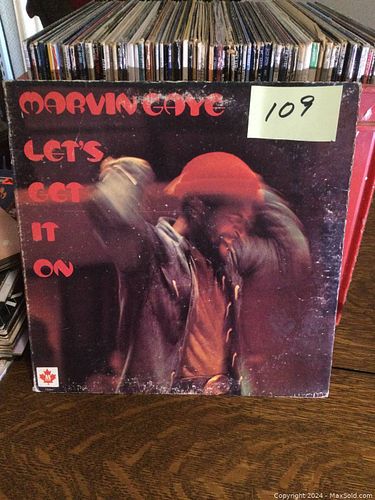 MARVIN GAYE
109
LET'S
GET
IT
ON
M
Copyright © 2024 - MaxSold.com